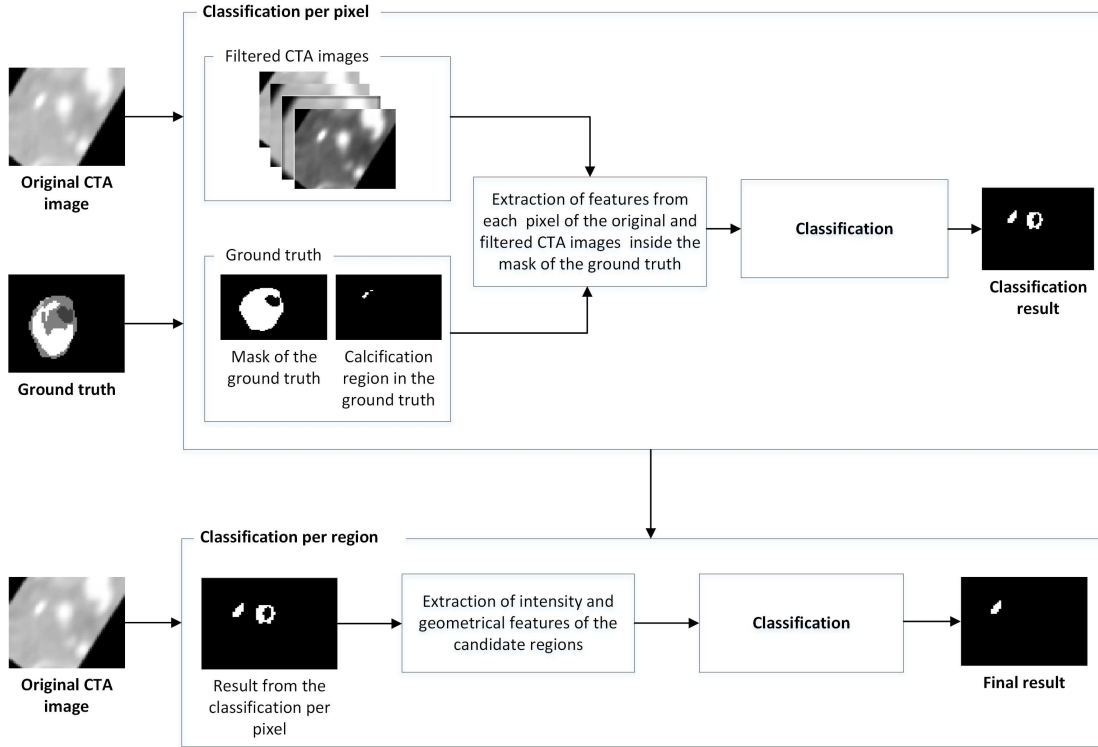 Classification per pixel
Filtered CTA images
Original CTA
image
Extraction of features from
each pixel of the original and
filtered CTA images inside the
mask of the ground truth
Classification
Classification
result
Ground truth
Mask of the
ground truth
Calcification
region in the
ground truth
Ground truth
Classification per region
Original CTA
image
Result from the
classification per
pixel
Extraction of intensity and
geometrical features of the
candidate regions
Classification
Final result